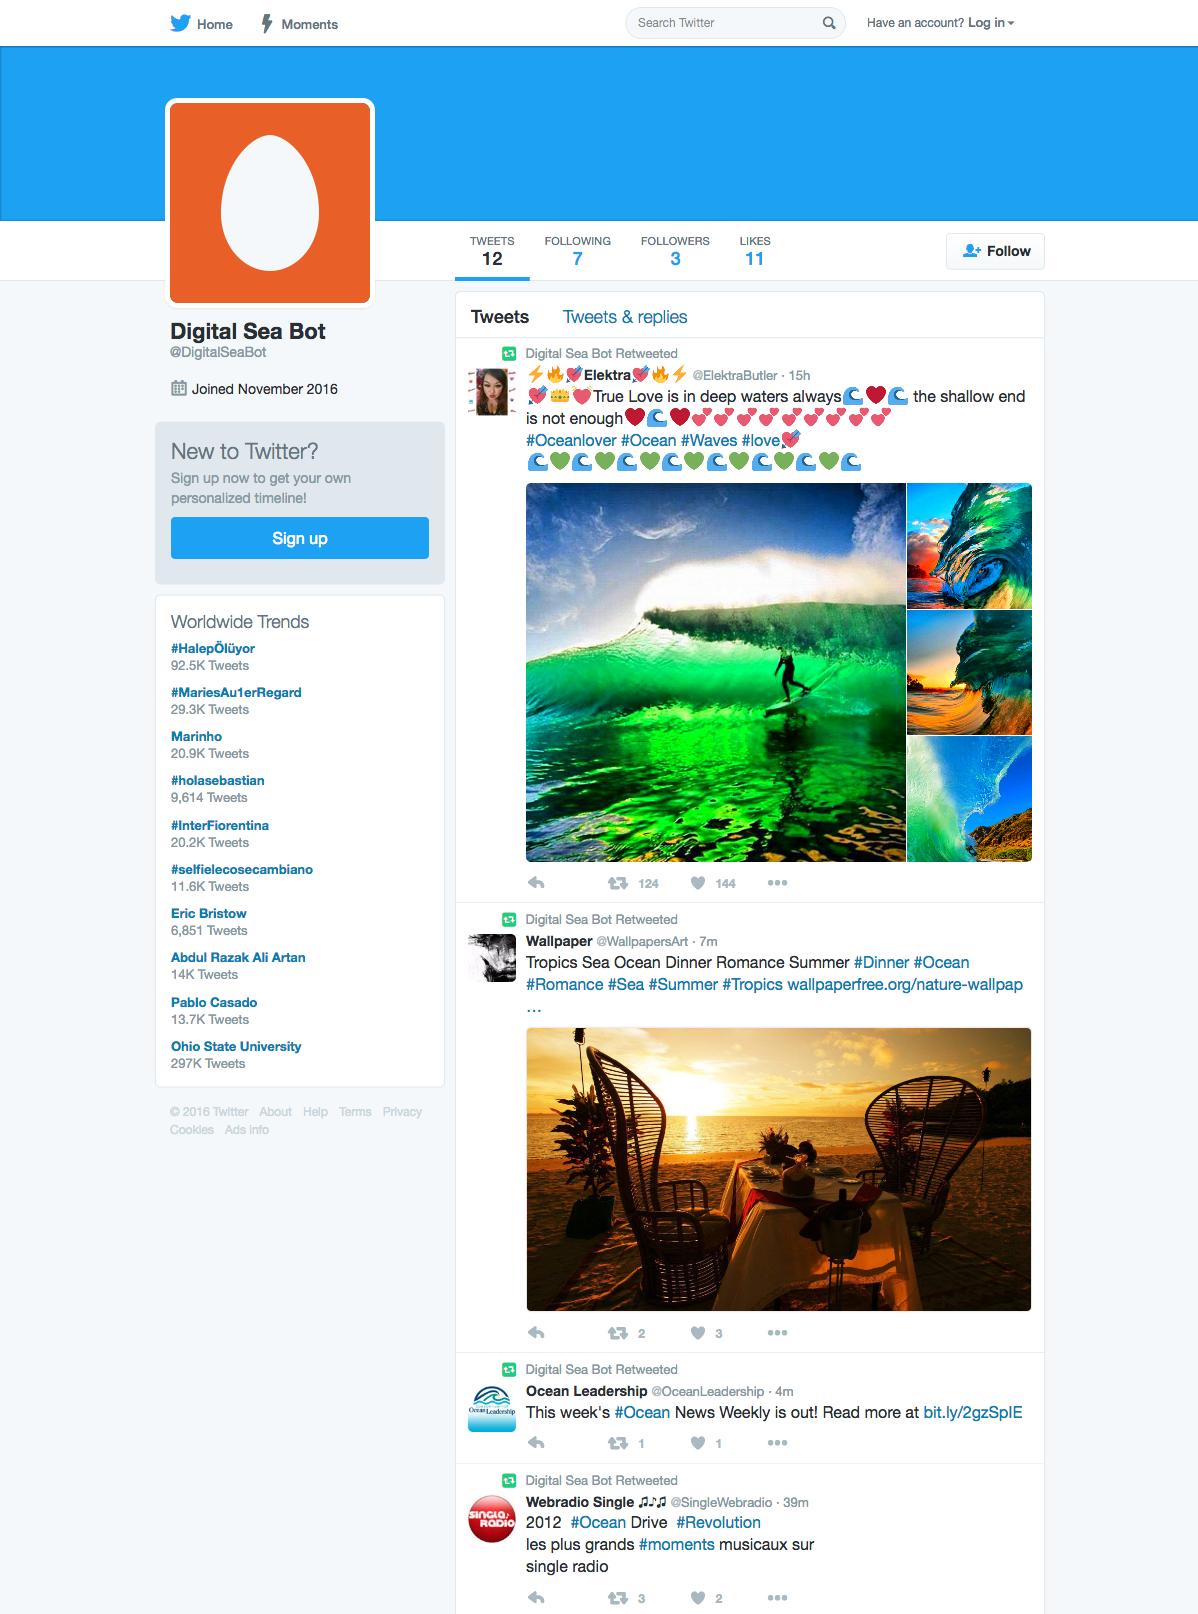 Home
Moments
Search Twitter
Have an account? Log in
TWEETS
12
FOLLOWING
7
FOLLOWERS
3
LIKES
11
Follow
Digital Sea Bot
@DigitalSeaBot
Joined November 2016
New to Twitter?
Sign up now to get your own
personalized timeline!
Sign up
Worldwide Trends
#HalepÖlüyor
92.5K Tweets
#MariesAu1erRegard
29.3K Tweets
Marinho
20.9K Tweets
#holasebastian
9,614 Tweets
#InterFiorentina
20.2K Tweets
#selfielecosecambiano
11.6K Tweets
Eric Bristow
6,851 Tweets
Abdul Razak Ali Artan
14K Tweets
Pablo Casado
13.7K Tweets
Ohio State University
297K Tweets
© 2016 Twitter About Help Terms Privacy
Cookies Ads info
Tweets
Tweets & replies
Digital Sea Bot Retweeted
⚡🔥💘Elektra💘🔥⚡ @ElektraButler · 15h
💘👑💓True Love is in deep waters always🌊❤🌊 the shallow end
is not enough❤🌊❤💕💕💕💕💕💕💕💕💕
#Oceanlover #Ocean #Waves #love💘
🌊💚🌊💚🌊💚🌊💚🌊💚🌊💚🌊💚🌊
124
144
•••
Digital Sea Bot Retweeted
Wallpaper @WallpapersArt · 7m
Tropics Sea Ocean Dinner Romance Summer #Dinner #Ocean
#Romance #Sea #Summer #Tropics wallpaperfree.org/nature-wallpap
…
2
3
•••
Digital Sea Bot Retweeted
Ocean Leadership
Ocean Leadership @OceanLeadership · 4m
This week's #Ocean News Weekly is out! Read more at bit.ly/2gzSpIE
1
1
•••
Digital Sea Bot Retweeted
SINGLE
RADIO
Webradio Single 🎵🎵 @SingleWebradio · 39m
2012 #Ocean Drive #Revolution
les plus grands #moments musicaux sur
single radio
3
2
•••